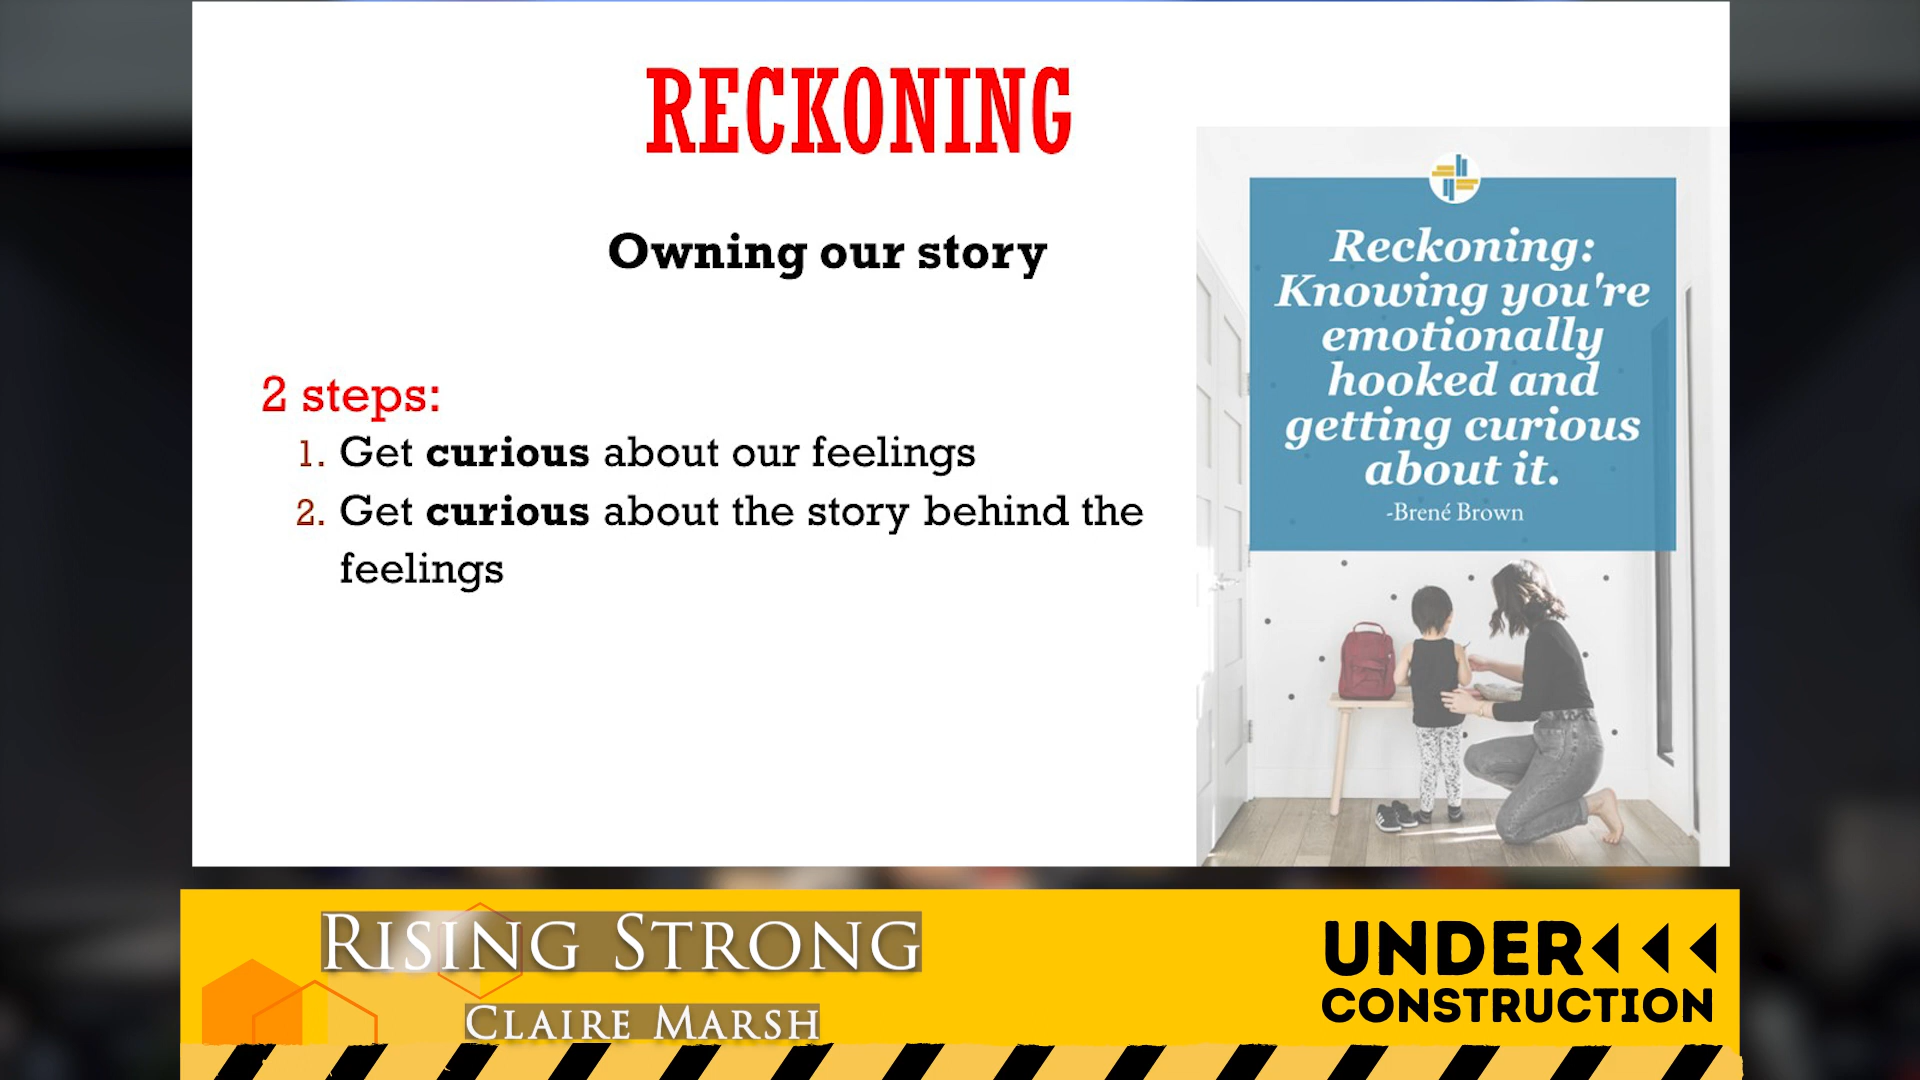 RECKONING
Owning our story
2 steps:
1. Get curious about our feelings
2. Get curious about the story behind the
feelings
Reckoning:
Knowing you're
emotionally
hooked and
getting curious
about it.
-Brené Brown
RISING STRONG
CLAIRE MARSH
UNDER
CONSTRUCTION